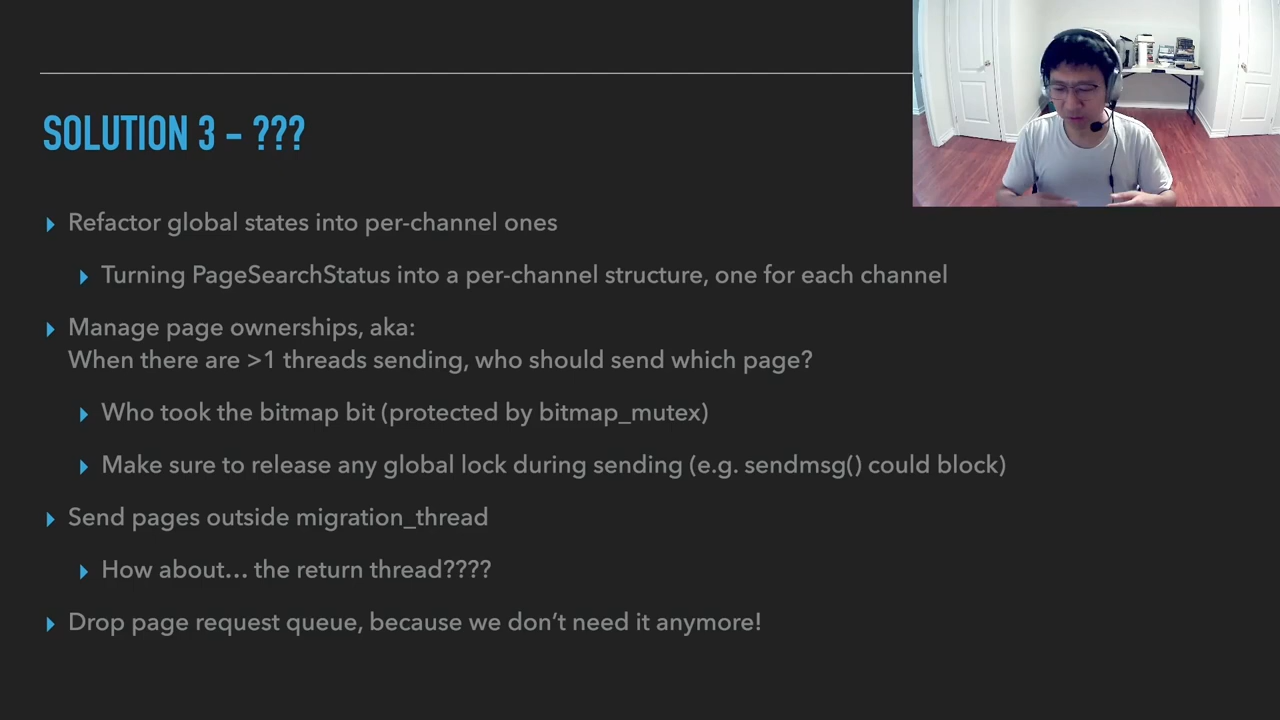 SOLUTION 3 - ???
Refactor global states into per-channel ones
Turning PageSearchStatus into a per-channel structure, one for each channel
Manage page ownerships, aka:
When there are >1 threads sending, who should send which page?
Who took the bitmap bit (protected by bitmap_mutex)
Make sure to release any global lock during sending (e.g. sendmsg() could block)
Send pages outside migration_thread
How about… the return thread????
Drop page request queue, because we don’t need it anymore!